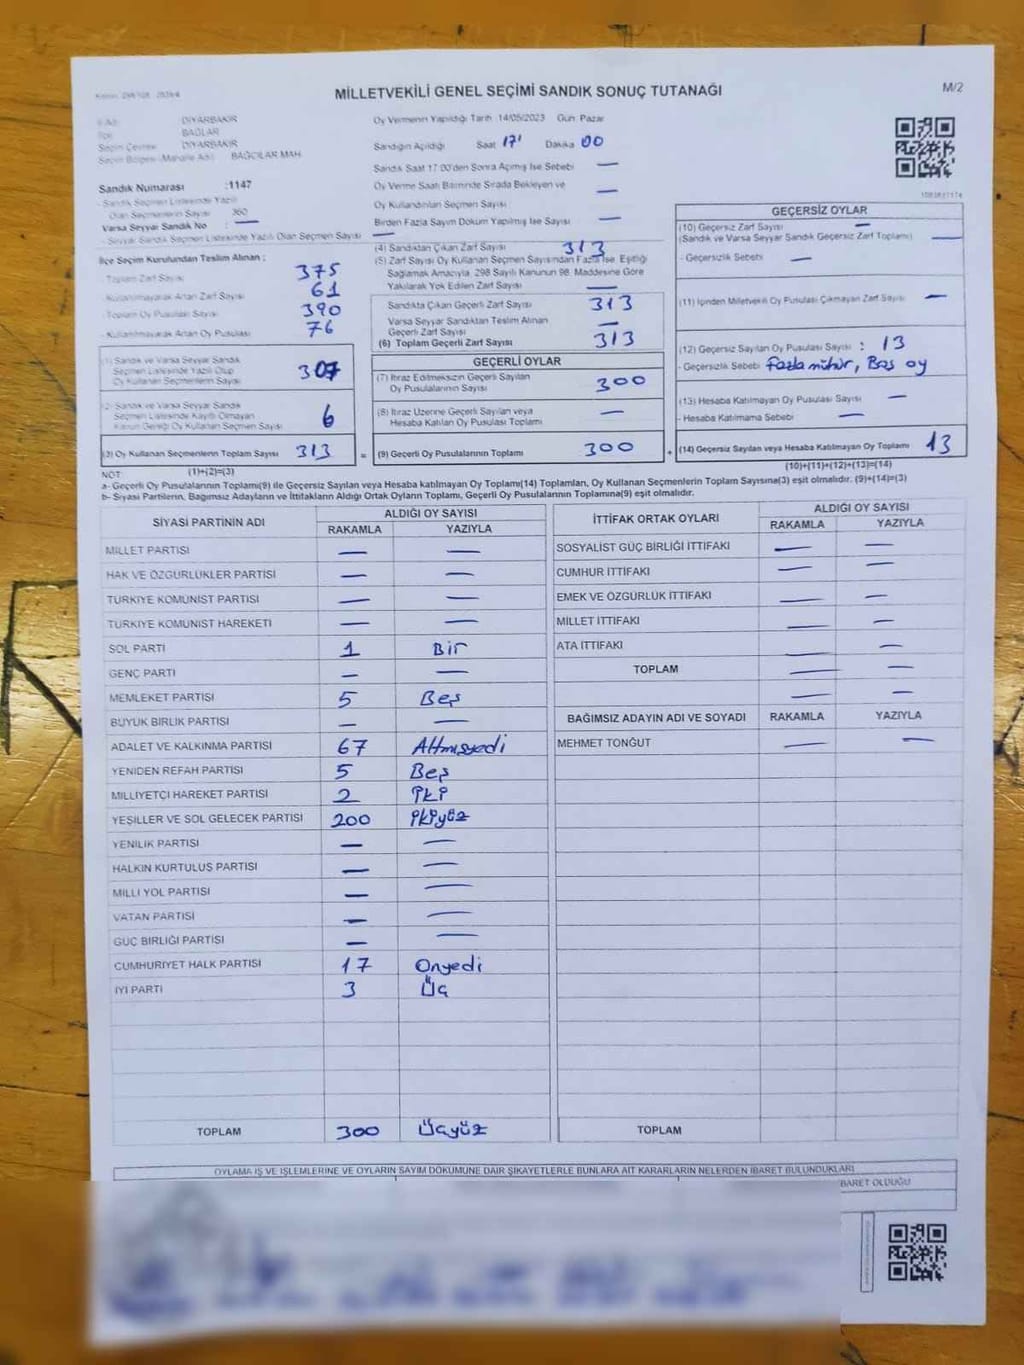 MİLLETVEKİLİ GENEL SEÇİMİ SANDIK SONUÇ TUTANAĞI
M/2
İl Adı : DİYARBAKIR
İlçe : BAĞLAR
Seçim Çevresi : DİYARBAKIR
Seçim Bölgesi (Mahalle Adı) : BAĞCILAR MAH.
Sandık Numarası :1147
- Sandık Seçmen Listesinde Yazılı
Olan Seçmenlerin Sayısı : 360
Varsa Seyyar Sandık No : —
- Seyyar Sandık Seçmen Listesinde Yazılı Olan Seçmen Sayısı : —
İlçe Seçim Kurulundan Teslim Alınan :
- Toplam Zarf Sayısı 375
- Kullanılmayarak Artan Zarf Sayısı 61
- Toplam Oy Pusulası Sayısı 390
- Kullanılmayarak Artan Oy Pusulası 76
(1) Sandık ve Varsa Seyyar Sandık
Seçmen Listesinde Yazılı Olup
Oy Kullanan Seçmenlerin Sayısı 307
(2) Sandık ve Varsa Seyyar Sandık
Seçmen Listesinde Kayıtlı Olmayan
Kanun Gereği Oy Kullanan Seçmen Sayısı 6
(3) Oy Kullanan Seçmenlerin Toplam Sayısı 313
Oy Vermenin Yapıldığı Tarih 14/05/2023 Gün: Pazar
Sandığın Açıldığı Saat 17 Dakika 00
Sandık Saat 17:00'den Sonra Açılmış İse Sebebi —
Oy Verme Saati Bitiminde Sırada Bekleyen ve
Oy Kullandırılan Seçmen Sayısı —
Birden Fazla Sayım Döküm Yapılmış İse Sayısı —
(4) Sandıktan Çıkan Zarf Sayısı 313
(5) Zarf Sayısı Oy Kullanan Seçmen Sayısından Fazla İse, Eşitliği
Sağlamak Amacıyla, 298 Sayılı Kanunun 98. Maddesine Göre
Yakılarak Yok Edilen Zarf Sayısı —
Sandıkta Çıkan Geçerli Zarf Sayısı 313
Varsa Seyyar Sandıktan Teslim Alınan
Geçerli Zarf Sayısı —
(6) Toplam Geçerli Zarf Sayısı 313
GEÇERLİ OYLAR
(7) İtiraz Edilmeksizin Geçerli Sayılan
Oy Pusulalarının Sayısı 300
(8) İtiraz Üzerine Geçerli Sayılan veya
Hesaba Katılan Oy Pusulası Toplamı —
= (9) Geçerli Oy Pusulalarının Toplamı 300 +
GEÇERSİZ OYLAR
(10) Geçersiz Zarf Sayısı —
(Sandık ve Varsa Seyyar Sandık Geçersiz Zarf Toplamı) —
- Geçersizlik Sebebi —
(11) İçinden Milletvekili Oy Pusulası Çıkmayan Zarf Sayısı —
(12) Geçersiz Sayılan Oy Pusulası Sayısı : 13
- Geçersizlik Sebebi Fazla mühür, Boş oy
(13) Hesaba Katılmayan Oy Pusulası Sayısı —
- Hesaba Katılmama Sebebi —
(14) Geçersiz Sayılan veya Hesaba Katılmayan Oy Toplamı 13
NOT: (1)+(2)=(3) (10)+(11)+(12)+(13)=(14)
a- Geçerli Oy Pusulalarının Toplamı(9) ile Geçersiz Sayılan veya Hesaba Katılmayan Oy Toplamı(14) Toplamları, Oy Kullanan Seçmenlerin Toplam Sayısına(3) eşit olmalıdır. (9)+(14)=(3)
b- Siyasi Partilerin, Bağımsız Adayların ve İttifakların Aldığı Ortak Oyların Toplamı, Geçerli Oy Pusulalarının Toplamına(9) eşit olmalıdır.
SİYASİ PARTİNİN ADI ALDIĞI OY SAYISI
RAKAMLA YAZIYLA
MİLLET PARTİSİ — —
HAK VE ÖZGÜRLÜKLER PARTİSİ — —
TÜRKİYE KOMÜNİST PARTİSİ — —
TÜRKİYE KOMÜNİST HAREKETİ — —
SOL PARTİ 1 Bir
GENÇ PARTİ — —
MEMLEKET PARTİSİ 5 Beş
BÜYÜK BİRLİK PARTİSİ — —
ADALET VE KALKINMA PARTİSİ 67 Altmışyedi
YENİDEN REFAH PARTİSİ 5 Beş
MİLLİYETÇİ HAREKET PARTİSİ 2 İki
YEŞİLLER VE SOL GELECEK PARTİSİ 200 İkiyüz
YENİLİK PARTİSİ — —
HALKIN KURTULUŞ PARTİSİ — —
MİLLİ YOL PARTİSİ — —
VATAN PARTİSİ — —
GÜÇ BİRLİĞİ PARTİSİ — —
CUMHURİYET HALK PARTİSİ 17 Onyedi
İYİ PARTİ 3 Üç
TOPLAM 300 Üçyüz
İTTİFAK ORTAK OYLARI ALDIĞI OY SAYISI
RAKAMLA YAZIYLA
SOSYALİST GÜÇ BİRLİĞİ İTTİFAKI — —
CUMHUR İTTİFAKI — —
EMEK VE ÖZGÜRLÜK İTTİFAKI — —
MİLLET İTTİFAKI — —
ATA İTTİFAKI — —
TOPLAM — —
— —
BAĞIMSIZ ADAYIN ADI VE SOYADI RAKAMLA YAZIYLA
MEHMET TONĞUT — —
TOPLAM
OYLAMA İŞ VE İŞLEMLERİNE VE OYLARIN SAYIM DÖKÜMÜNE DAİR ŞİKAYETLERLE BUNLARA AİT KARARLARIN NELERDEN İBARET BULUNDUKLARI
BARET OLDUĞU